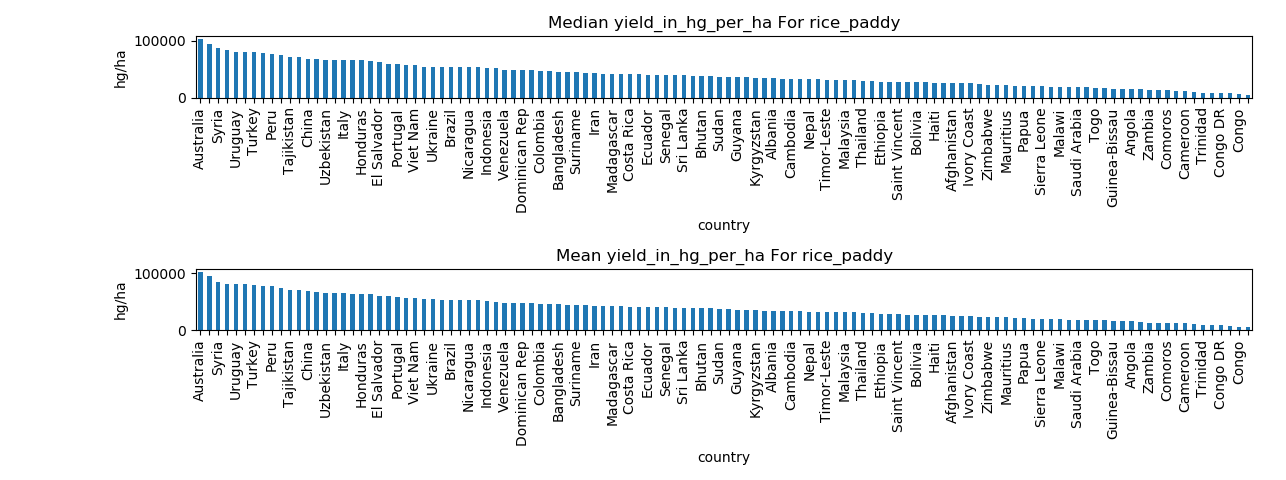 Median yield_in_hg_per_ha For rice_paddy
100000
0
hg/ha
Australia
Syria
Uruguay
Turkey
Peru
Tajikistan
China
Uzbekistan
Italy
Honduras
El Salvador
Portugal
Viet Nam
Ukraine
Brazil
Nicaragua
Indonesia
Venezuela
Dominican Rep
Colombia
Bangladesh
Suriname
Iran
Madagascar
Costa Rica
Ecuador
Senegal
Sri Lanka
Bhutan
Sudan
Guyana
Kyrgyzstan
Albania
Cambodia
Nepal
Timor-Leste
Malaysia
Thailand
Ethiopia
Saint Vincent
Bolivia
Haiti
Afghanistan
Ivory Coast
Zimbabwe
Mauritius
Papua
Sierra Leone
Malawi
Saudi Arabia
Togo
Guinea-Bissau
Angola
Zambia
Comoros
Cameroon
Trinidad
Congo DR
Congo
country
Mean yield_in_hg_per_ha For rice_paddy
100000
0
hg/ha
Australia
Syria
Uruguay
Turkey
Peru
Tajikistan
China
Uzbekistan
Italy
Honduras
El Salvador
Portugal
Viet Nam
Ukraine
Brazil
Nicaragua
Indonesia
Venezuela
Dominican Rep
Colombia
Bangladesh
Suriname
Iran
Madagascar
Costa Rica
Ecuador
Senegal
Sri Lanka
Bhutan
Sudan
Guyana
Kyrgyzstan
Albania
Cambodia
Nepal
Timor-Leste
Malaysia
Thailand
Ethiopia
Saint Vincent
Bolivia
Haiti
Afghanistan
Ivory Coast
Zimbabwe
Mauritius
Papua
Sierra Leone
Malawi
Saudi Arabia
Togo
Guinea-Bissau
Angola
Zambia
Comoros
Cameroon
Trinidad
Congo DR
Congo
country